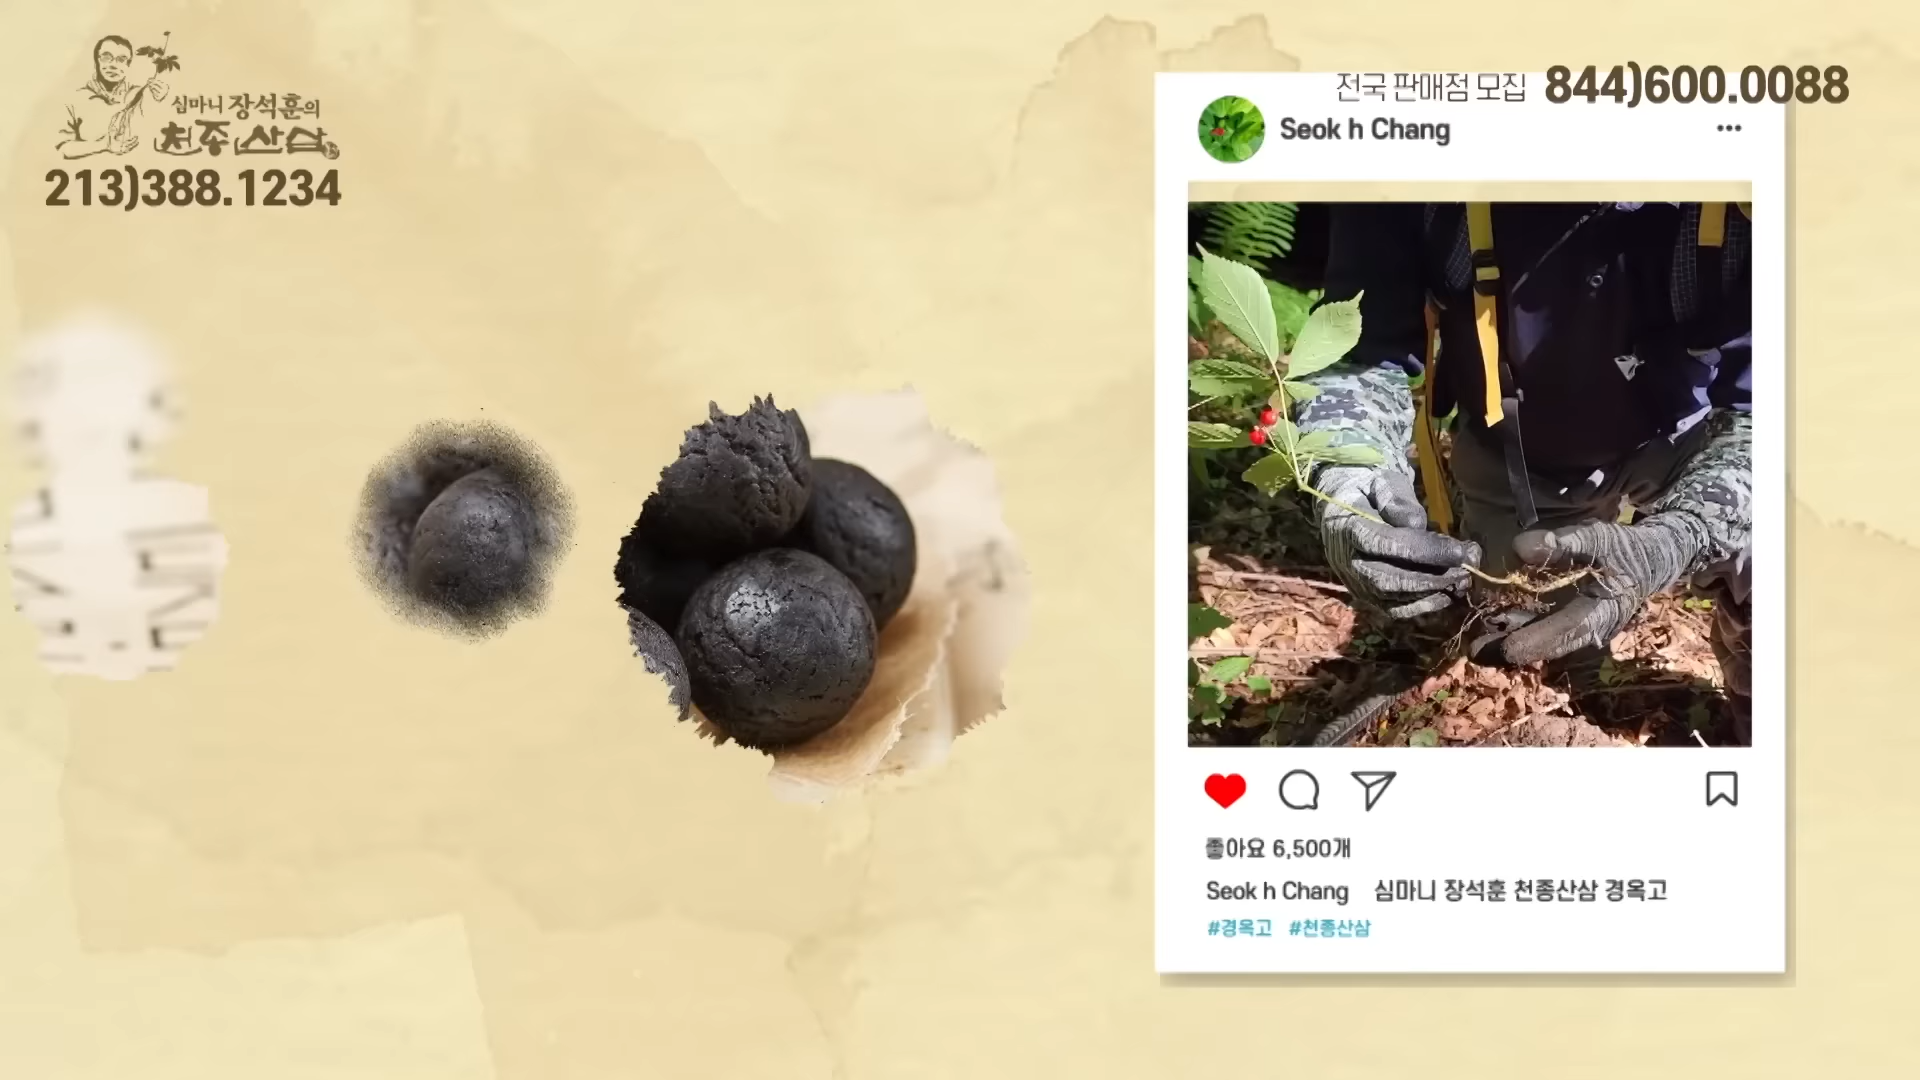 심마니 장석훈의
천종산삼
213)388.1234
전국 판매점 모집 844)600.0088
Seok h Chang
좋아요 6,500개
Seok h Chang 심마니 장석훈 천종산삼 경옥고
#경옥고 #천종산삼